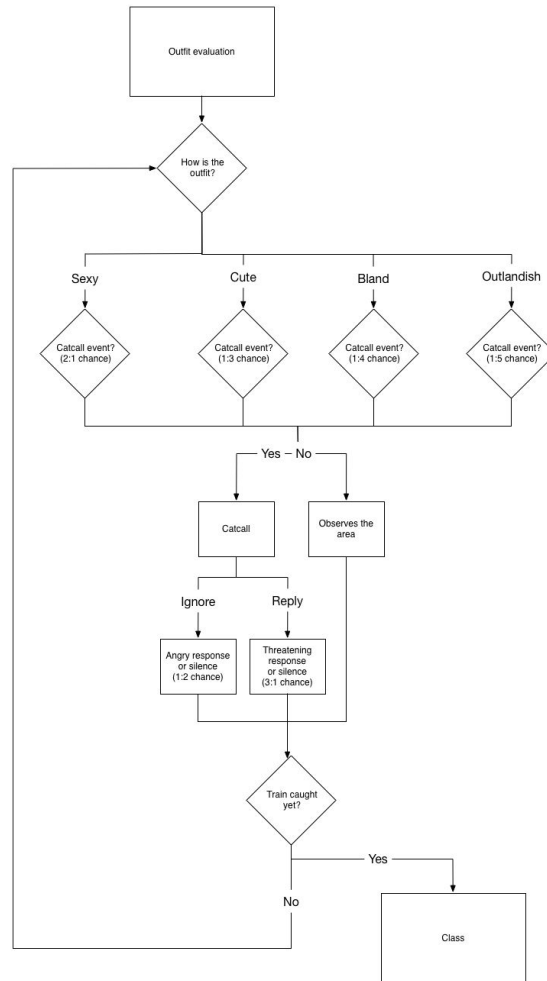 Outfit evaluation
How is the
outfit?
Sexy
Cute
Bland
Outlandish
Catcall event?
(2:1 chance)
Catcall event?
(1:3 chance)
Catcall event?
(1:4 chance)
Catcall event?
(1:5 chance)
Yes
No
Catcall
Observes the
area
Ignore
Reply
Angry response
or silence
(1:2 chance)
Threatening
response
or silence
(3:1 chance)
Train caught
yet?
Yes
No
Class